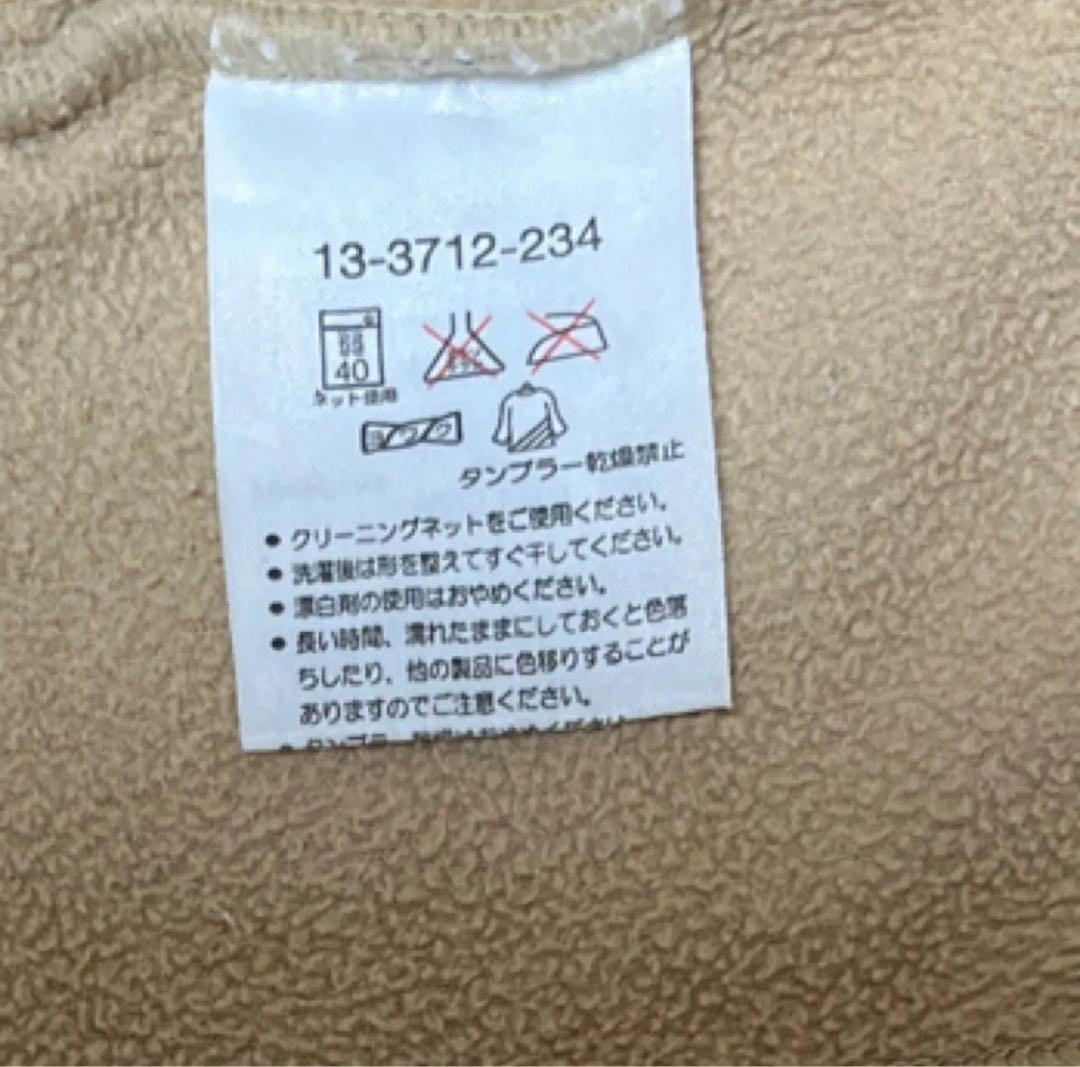 13-3712-234
弱
40
ネット使用
ヨワク
タンブラー乾燥禁止
● クリーニングネットをご使用ください。
● 洗濯後は形を整えてすぐ干してください。
● 漂白剤の使用はおやめください。
● 長い時間、濡れたままにしておくと色落
ちしたり、他の製品に色移りすることが
ありますのでご注意ください。